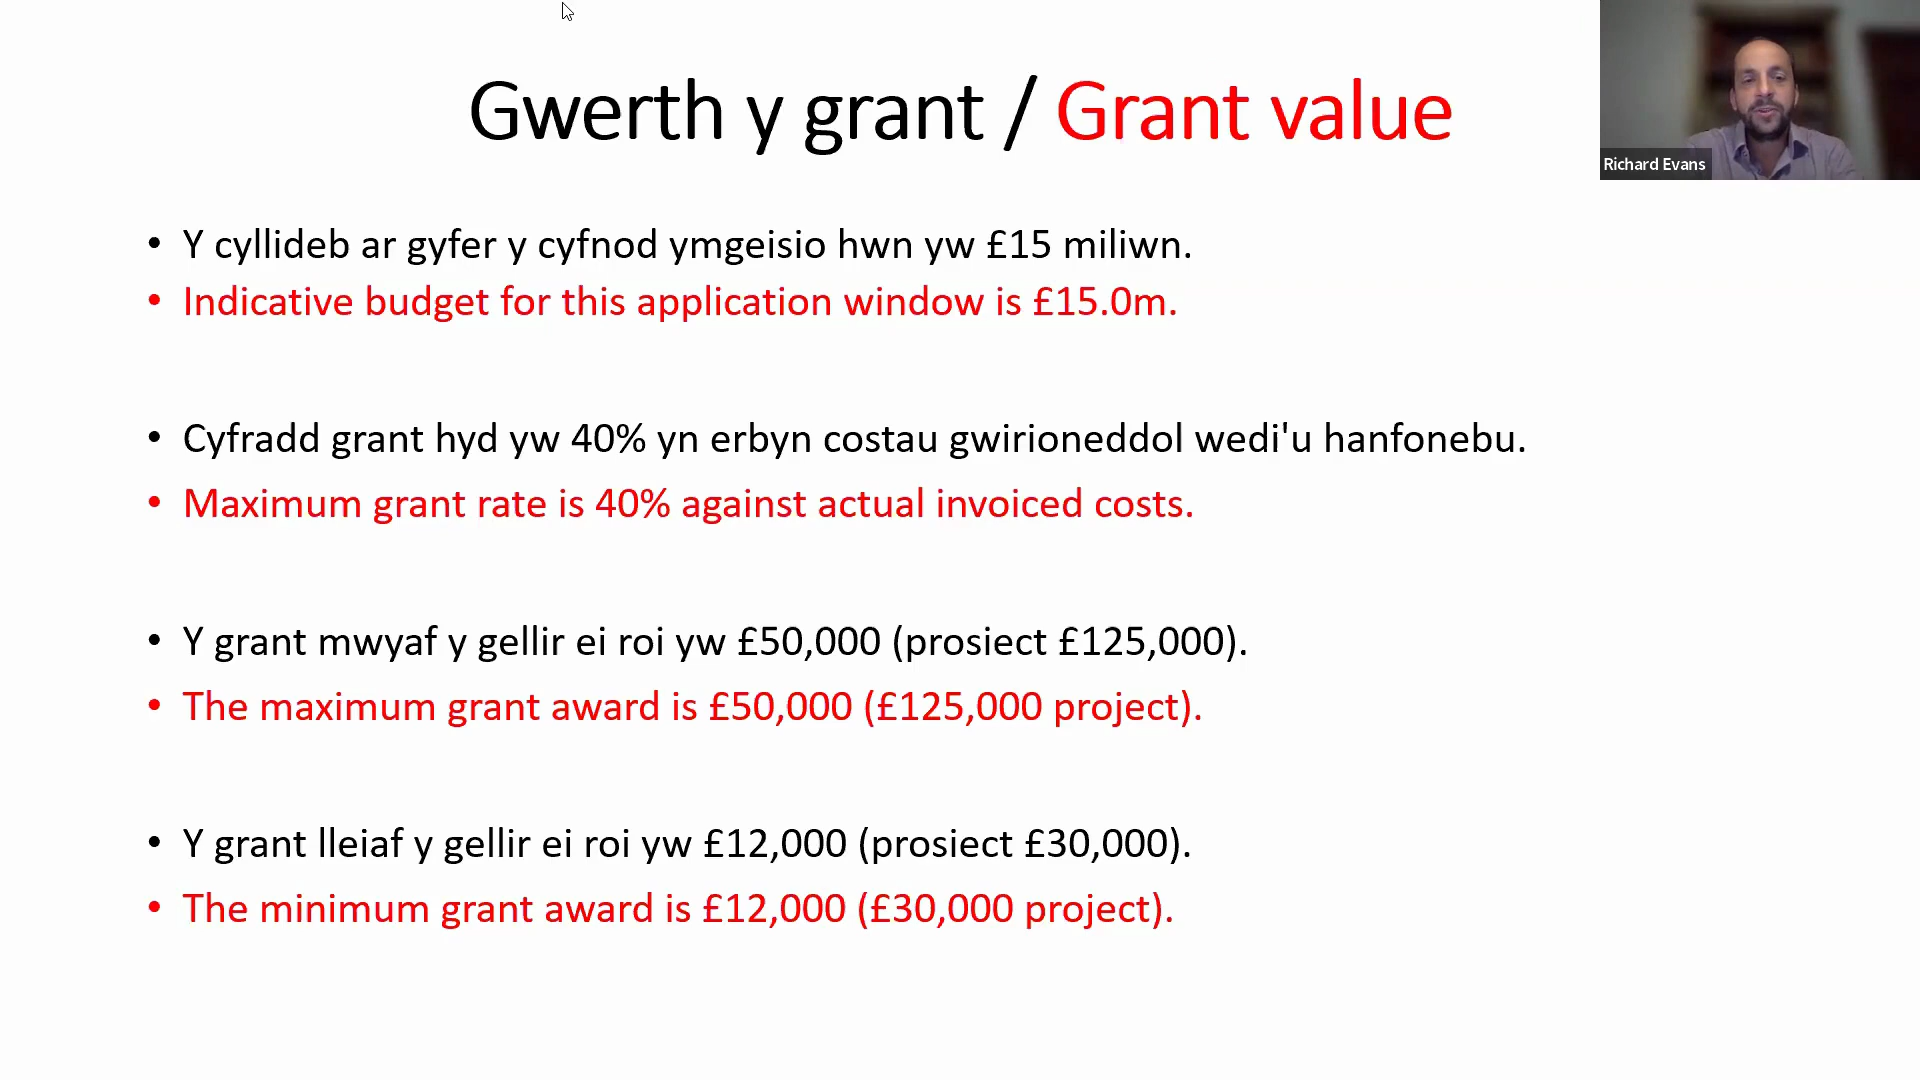 Gwerth y grant / Grant value
Richard Evans
• Y cyllideb ar gyfer y cyfnod ymgeisio hwn yw £15 miliwn.
• Indicative budget for this application window is £15.0m.
• Cyfradd grant hyd yw 40% yn erbyn costau gwirioneddol wedi'u hanfonebu.
• Maximum grant rate is 40% against actual invoiced costs.
• Y grant mwyaf y gellir ei roi yw £50,000 (prosiect £125,000).
• The maximum grant award is £50,000 (£125,000 project).
• Y grant lleiaf y gellir ei roi yw £12,000 (prosiect £30,000).
• The minimum grant award is £12,000 (£30,000 project).